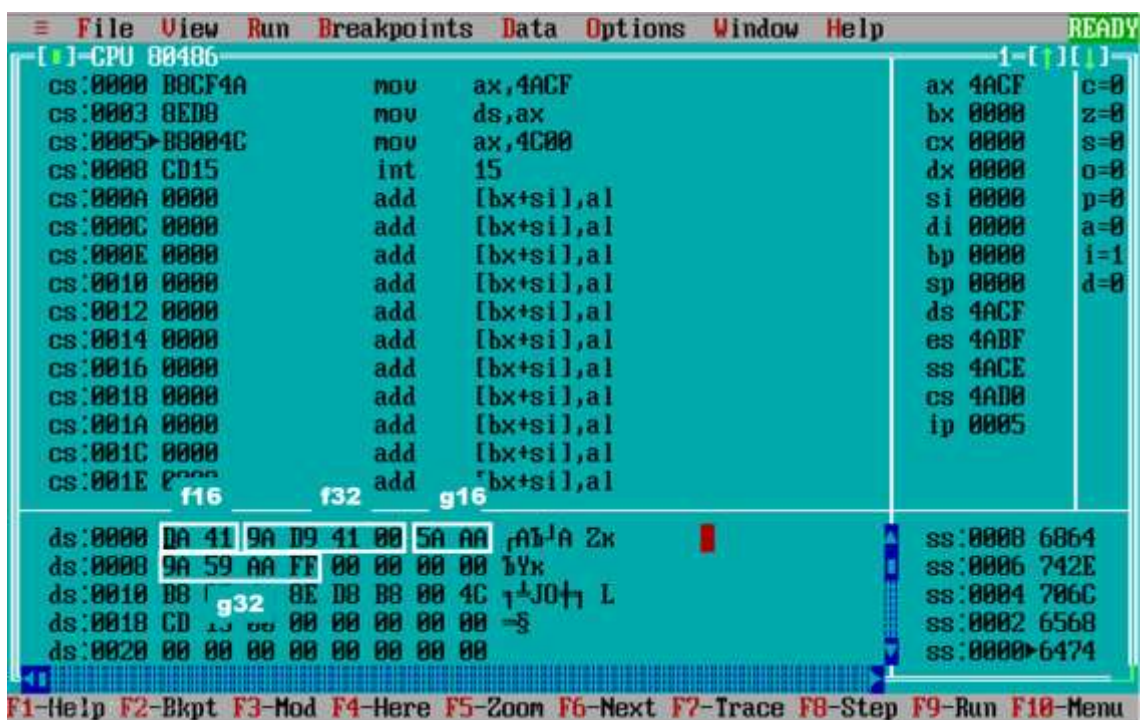 ≡ File View Run Breakpoints Data Options Window Help READY
[▪]-CPU 80486 1-[↑][↓]
cs:0000 B8CF4A mov ax,4ACF ax 4ACF c=0
cs:0003 8ED8 mov ds,ax bx 0000 z=0
cs:0005►B8004C mov ax,4C00 cx 0000 s=0
cs:0008 CD15 int 15 dx 0000 o=0
cs:000A 0000 add [bx+si],al si 0000 p=0
cs:000C 0000 add [bx+si],al di 0000 a=0
cs:000E 0000 add [bx+si],al bp 0000 i=1
cs:0010 0000 add [bx+si],al sp 0000 d=0
cs:0012 0000 add [bx+si],al ds 4ACF
cs:0014 0000 add [bx+si],al es 4ABF
cs:0016 0000 add [bx+si],al ss 4ACE
cs:0018 0000 add [bx+si],al cs 4AD0
cs:001A 0000 add [bx+si],al ip 0005
cs:001C 0000 add [bx+si],al
cs:001E add [bx+si],al
f16 f32 g16
ds:0000 DA 41 9A D9 41 00 5A AA ┌AЪ┘A Zк ss:0008 6864
ds:0008 9A 59 AA FF 00 00 00 00 ЪYк ss:0006 742E
ds:0010 B8 8E D8 B8 00 4C ╕┴JO╪╕ L ss:0004 706C
g32
ds:0018 CD 00 00 00 00 00 ═§ ss:0002 6568
ds:0020 00 00 00 00 00 00 00 00 ss:0000►6474
F1-Help F2-Bkpt F3-Mod F4-Here F5-Zoom F6-Next F7-Trace F8-Step F9-Run F10-Menu